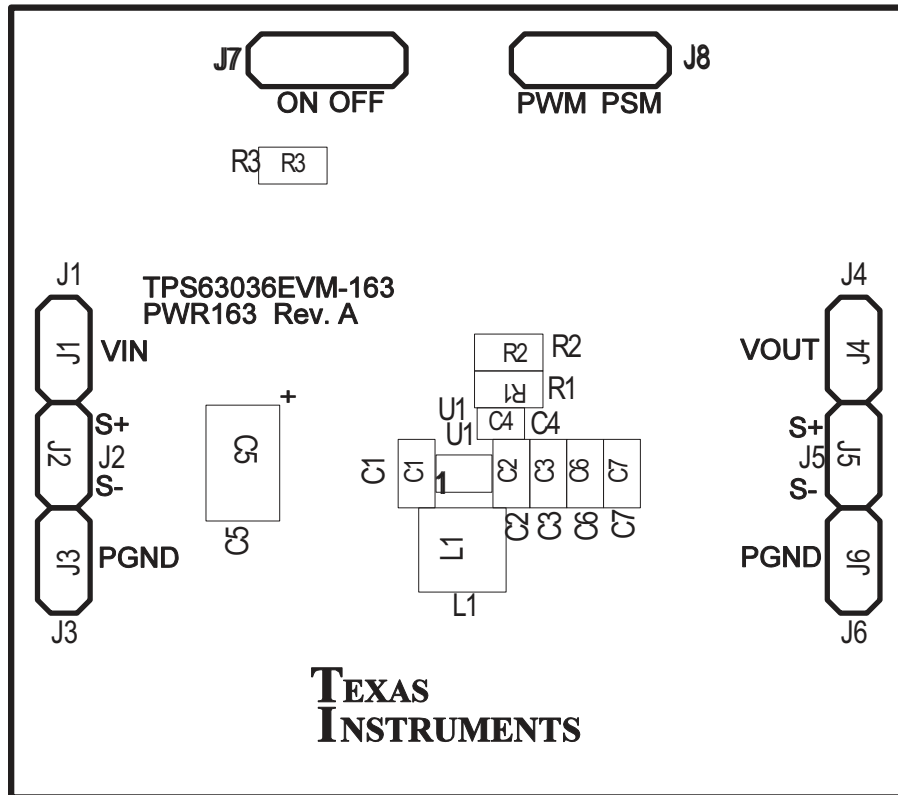 J7
J8
ON OFF
PWM PSM
R3 R3
J1
J4
TPS63036EVM-163
PWR163 Rev. A
J1 VIN
VOUT J4
R2 R2
R1 R1
+
U1
C4 C4
U1
S+
J2 J2
S-
C5
C5
C1 C1
1
C2 C3 C6 C7
C2 C3 C6 C7
S+
J5 J5
S-
L1
L1
J3 PGND
PGND J6
J3
J6
TEXAS
INSTRUMENTS